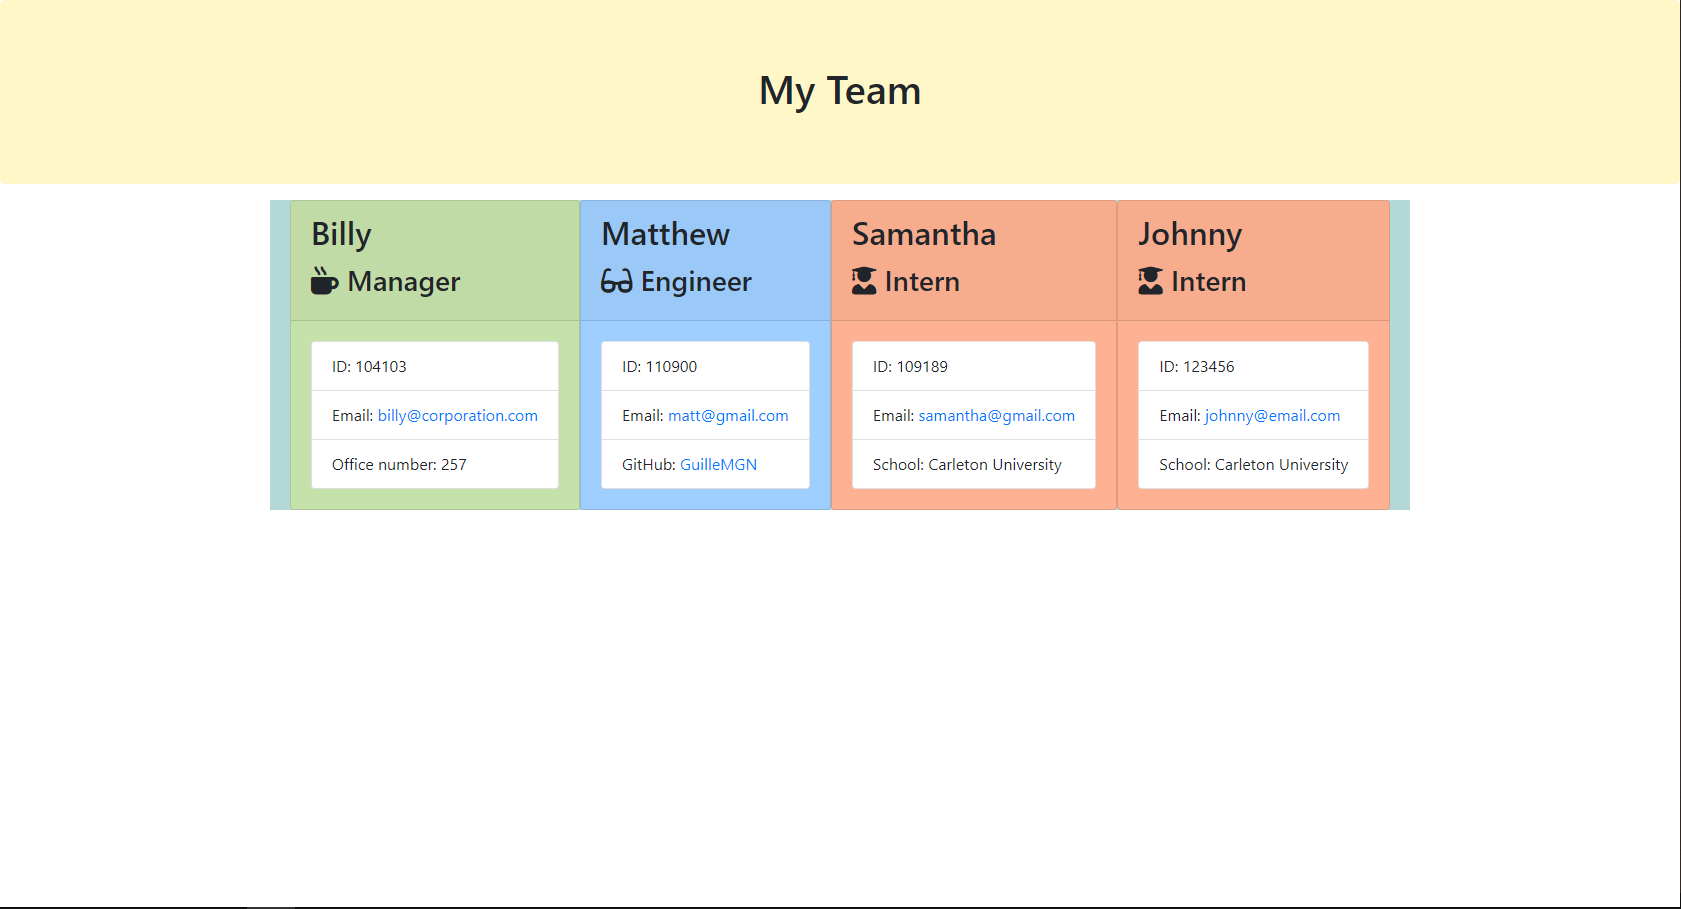 My Team
Billy
Manager
ID: 104103
Email: billy@corporation.com
Office number: 257
Matthew
Engineer
ID: 110900
Email: matt@gmail.com
GitHub: GuilleMGN
Samantha
Intern
ID: 109189
Email: samantha@gmail.com
School: Carleton University
Johnny
Intern
ID: 123456
Email: johnny@email.com
School: Carleton University